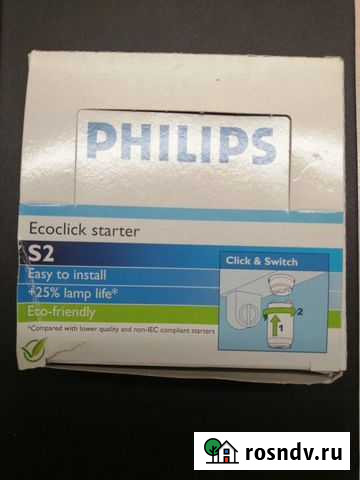 PHILIPS
Ecoclick starter
S2
Easy to install
+25% lamp life*
Eco-friendly
*Compared with lower quality and non-IEC compliant starters
Click & Switch
2
1
rosndv.ru